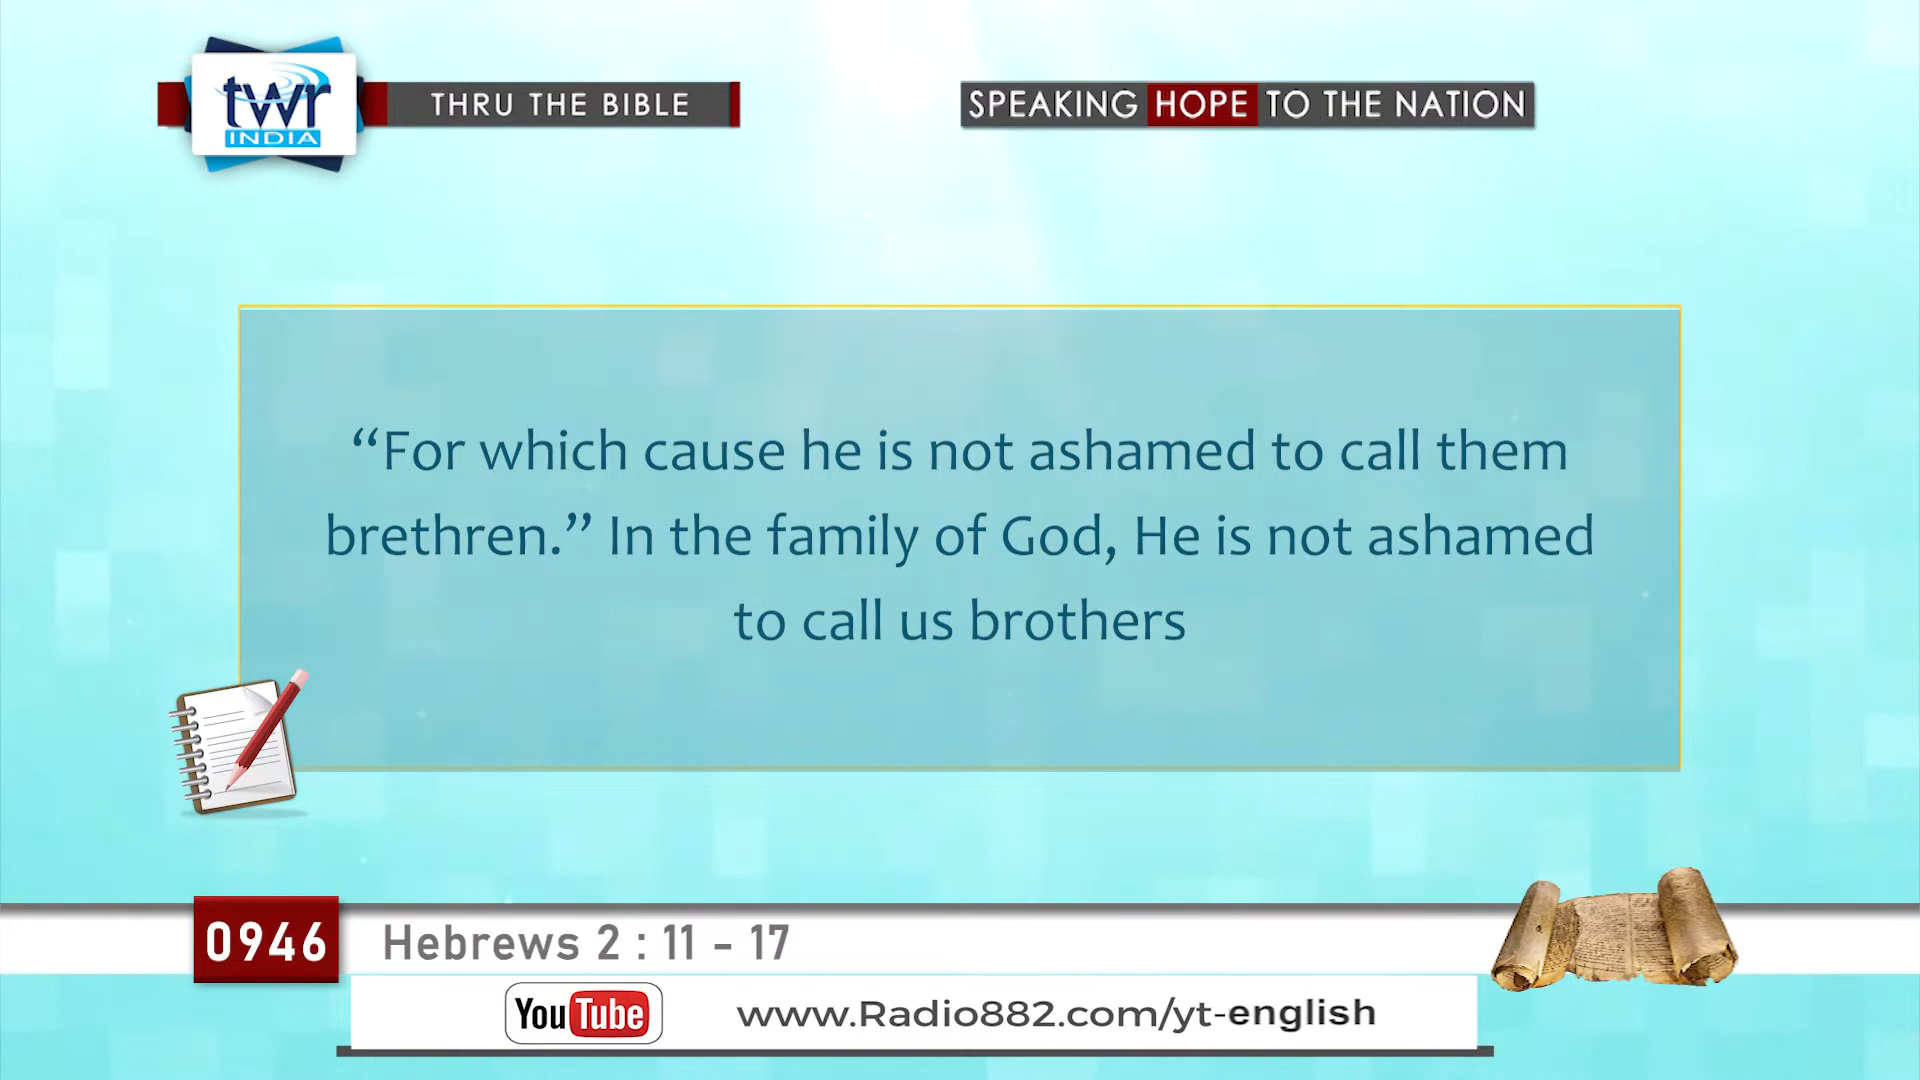 twr
INDIA
THRU THE BIBLE
SPEAKING HOPE TO THE NATION
“For which cause he is not ashamed to call them
brethren.” In the family of God, He is not ashamed
to call us brothers
0946
Hebrews 2 : 11 - 17
YouTube
www.Radio882.com/yt-english